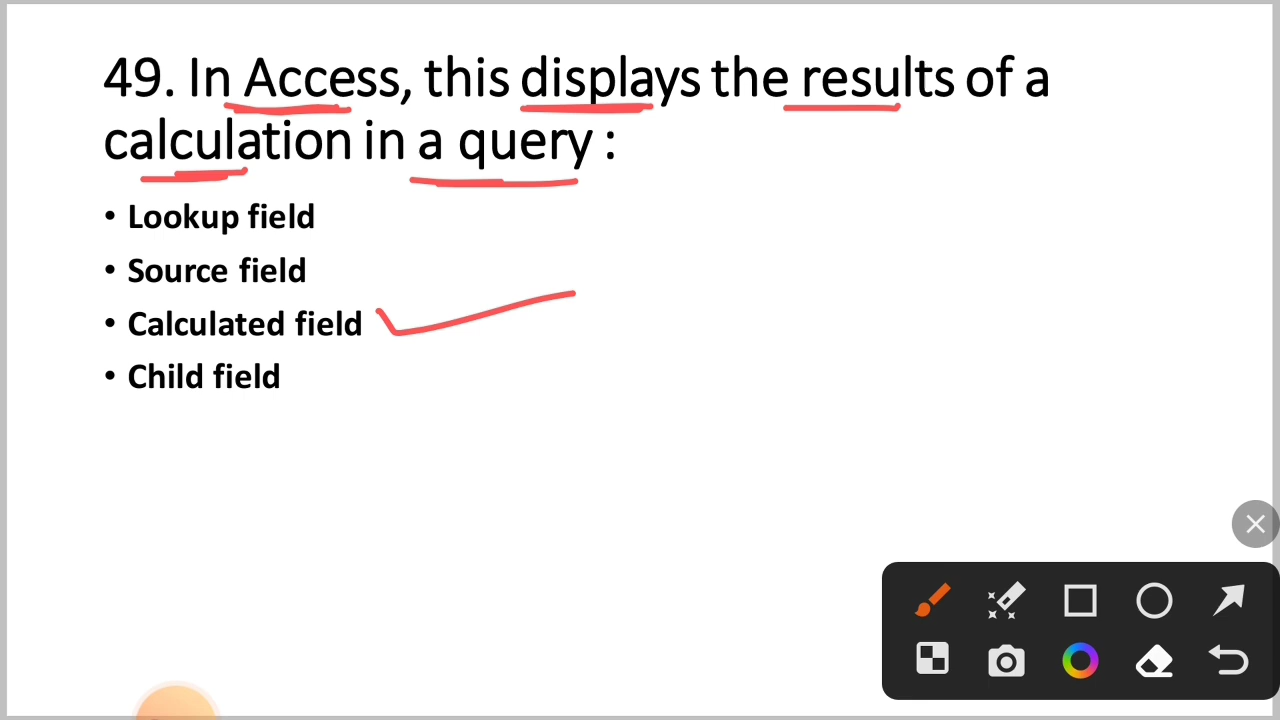 49. In Access, this displays the results of a
calculation in a query :
• Lookup field
• Source field
• Calculated field
• Child field